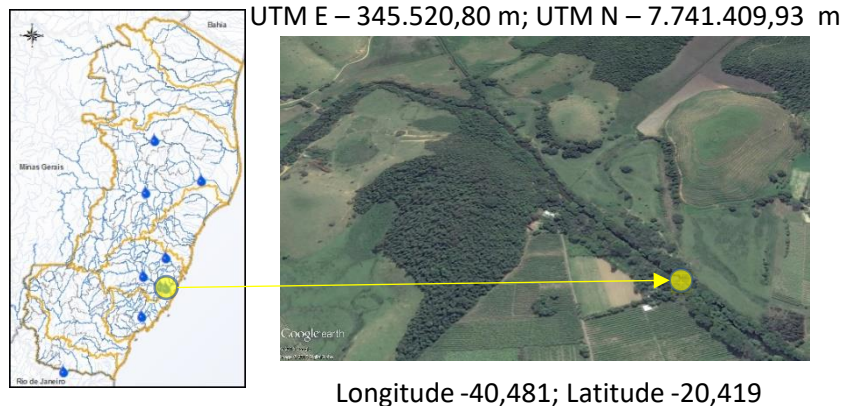 UTM E – 345.520,80 m; UTM N – 7.741.409,93 m
Bahia
Minas Gerais
Rio de Janeiro
Google earth
Longitude -40,481; Latitude -20,419